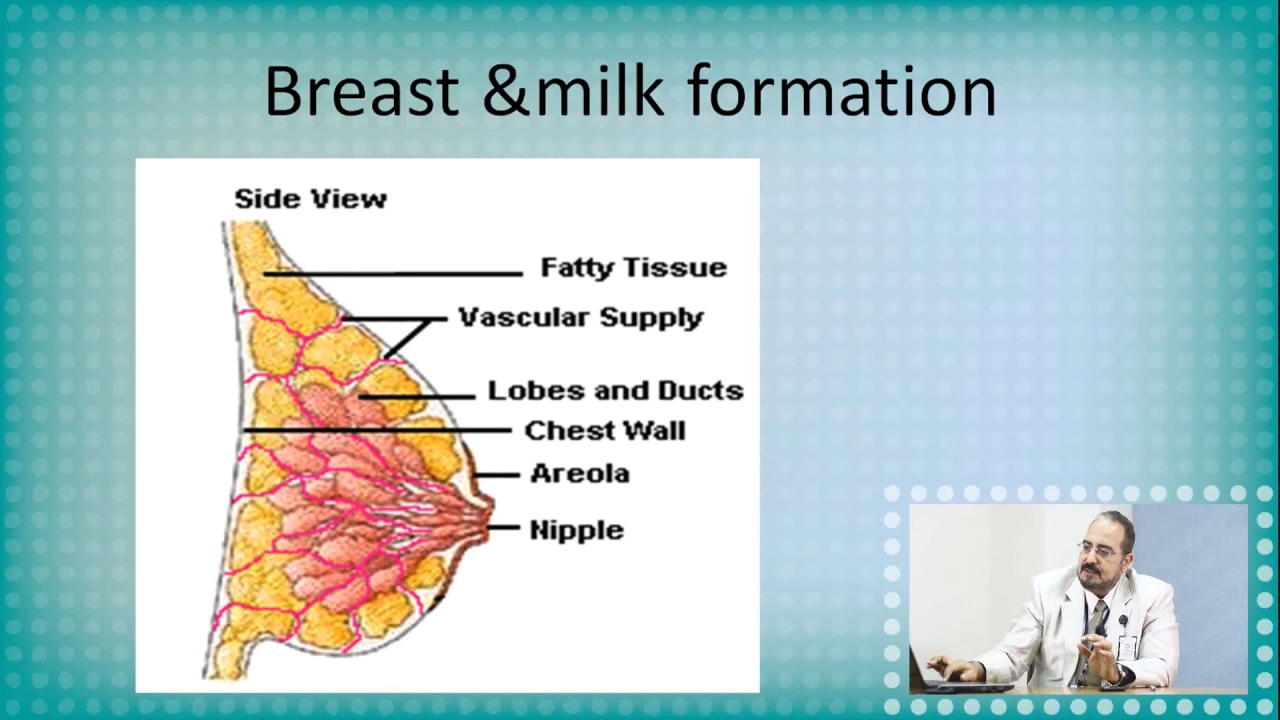 Breast &milk formation
Side View
Fatty Tissue
Vascular Supply
Lobes and Ducts
Chest Wall
Areola
Nipple